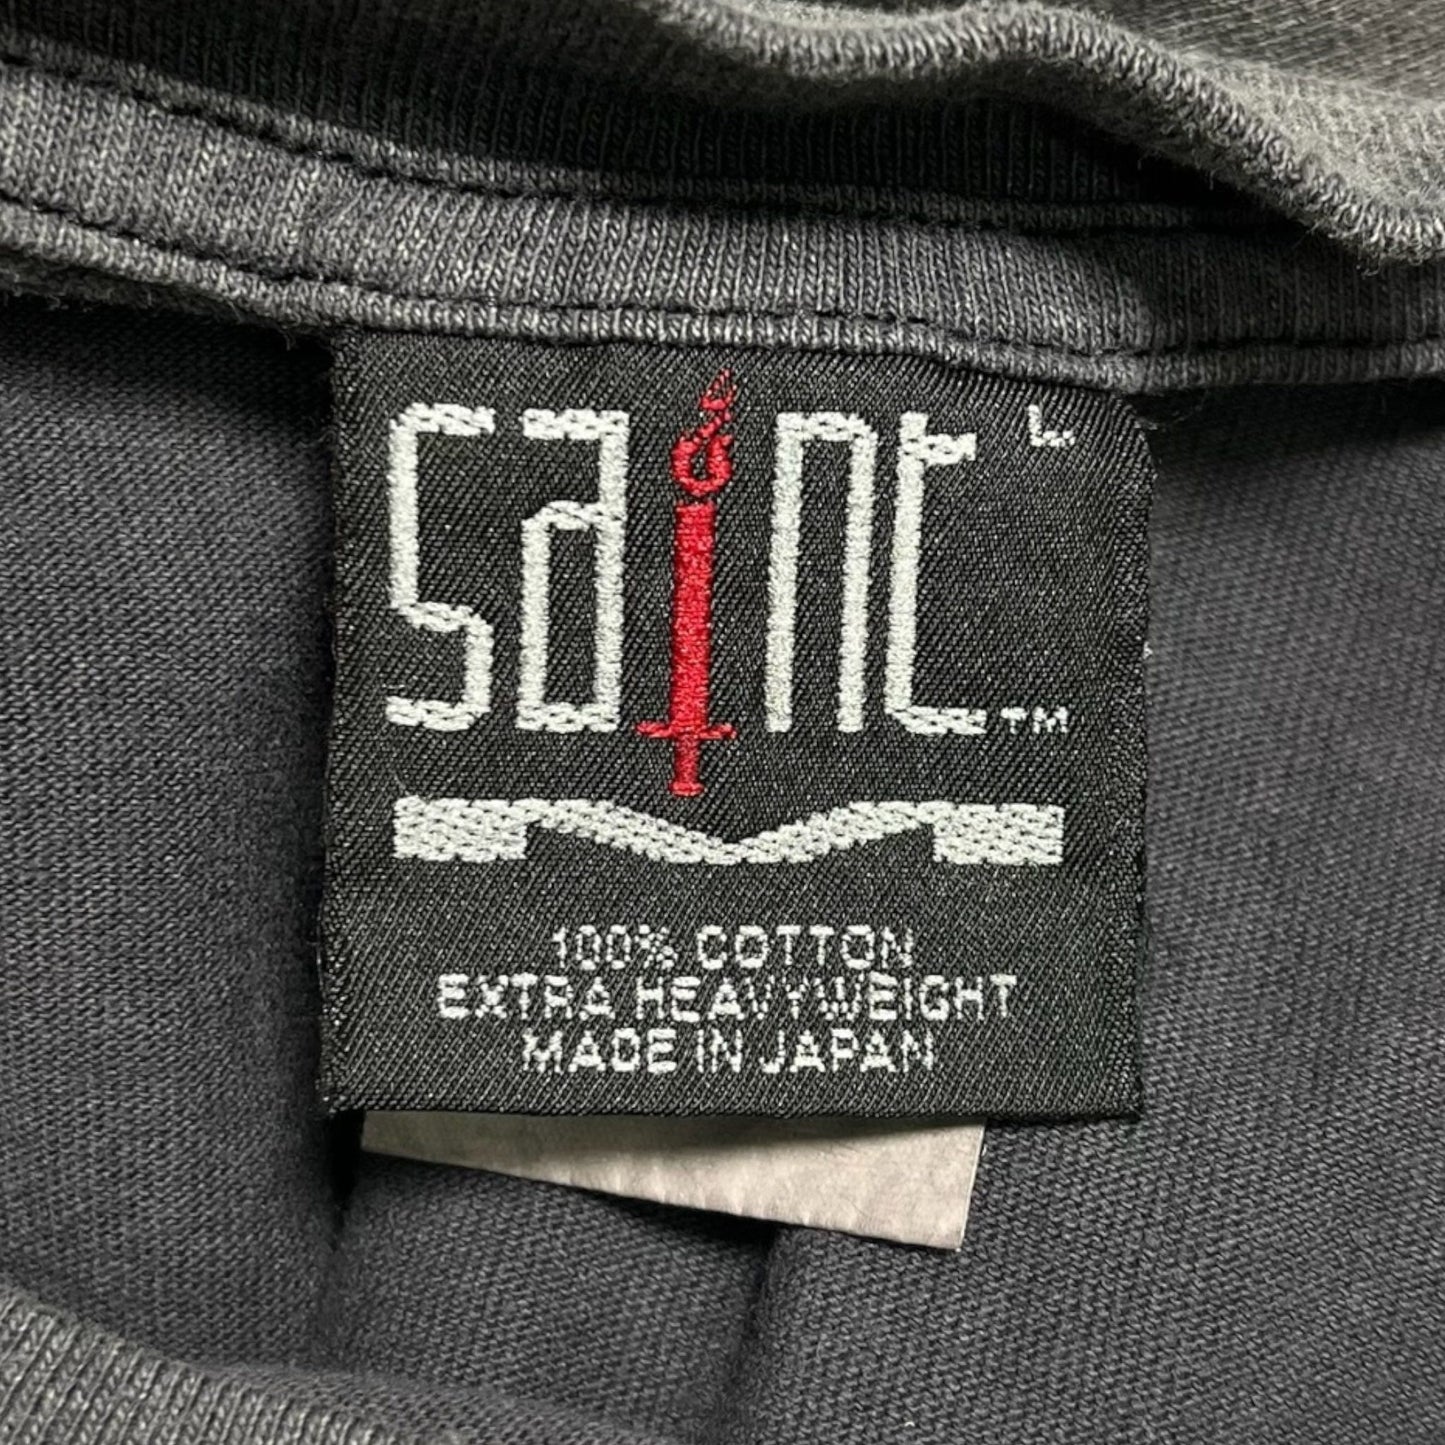 saint L
TM
100% COTTON
EXTRA HEAVYWEIGHT
MADE IN JAPAN